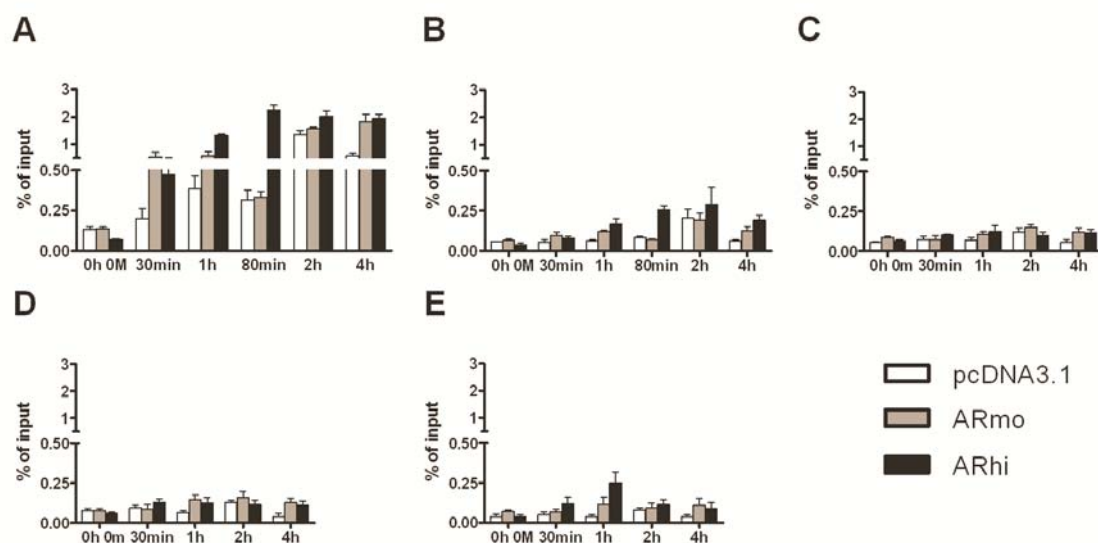 A
B
C
% of input
3
2
1
0.50
0.25
0.00
0h 0M 30min 1h 80min 2h 4h
% of input
3
2
1
0.50
0.25
0.00
0h 0M 30min 1h 80min 2h 4h
% of input
3
2
1
0.50
0.25
0.00
0h 0m 30min 1h 2h 4h
D
E
% of input
3
2
1
0.50
0.25
0.00
0h 0m 30min 1h 2h 4h
% of input
3
2
1
0.50
0.25
0.00
0h 0M 30min 1h 2h 4h
pcDNA3.1
ARmo
ARhi